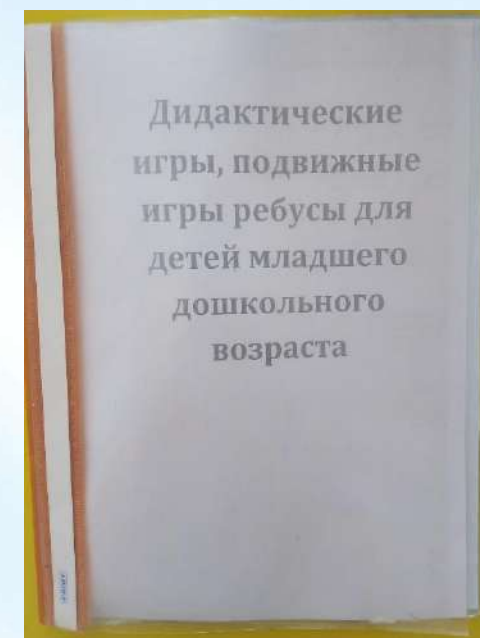 Дидактические
игры, подвижные
игры ребусы для
детей младшего
дошкольного
возраста